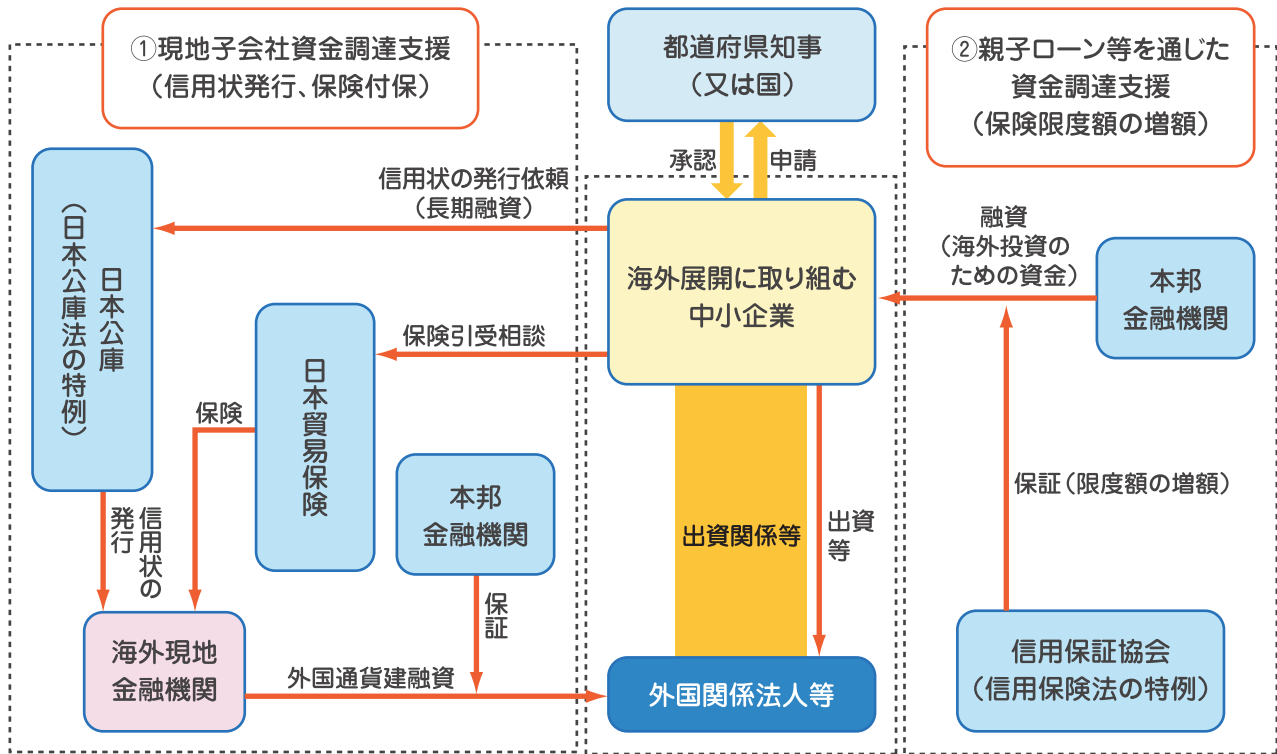 ①現地子会社資金調達支援
（信用状発行、保険付保）
都道府県知事
（又は国）
②親子ローン等を通じた
資金調達支援
（保険限度額の増額）
承認
申請
信用状の発行依頼
（長期融資）
日本公庫
（日本公庫法の特例）
海外展開に取り組む
中小企業
融資
（海外投資の
ための資金）
本邦
金融機関
保険引受相談
日本貿易保険
保険
本邦
金融機関
信用状の
発行
保証
出資関係等
出資
等
保証（限度額の増額）
海外現地
金融機関
外国通貨建融資
外国関係法人等
信用保証協会
（信用保険法の特例）